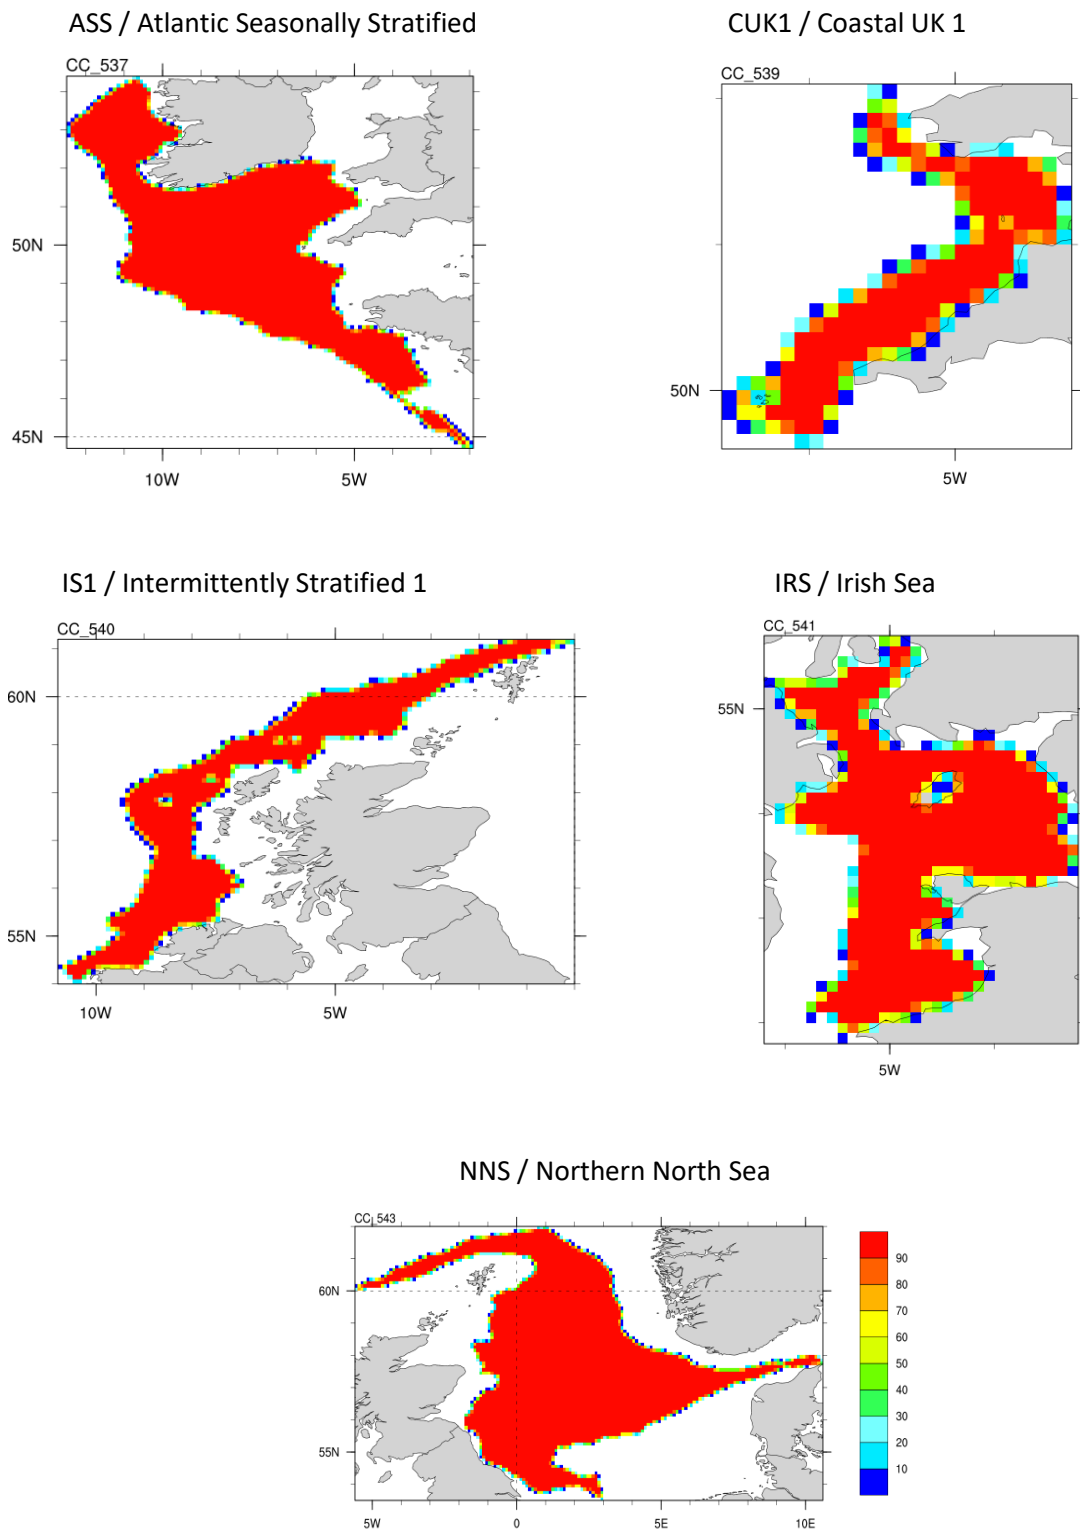 ASS / Atlantic Seasonally Stratified
CUK1 / Coastal UK 1
CC_537
CC_539
50N
45N
10W
5W
50N
5W
IS1 / Intermittently Stratified 1
IRS / Irish Sea
CC_540
CC_541
60N
55N
10W
5W
55N
5W
NNS / Northern North Sea
CC_543
60N
55N
5W
0
5E
10E
90
80
70
60
50
40
30
20
10